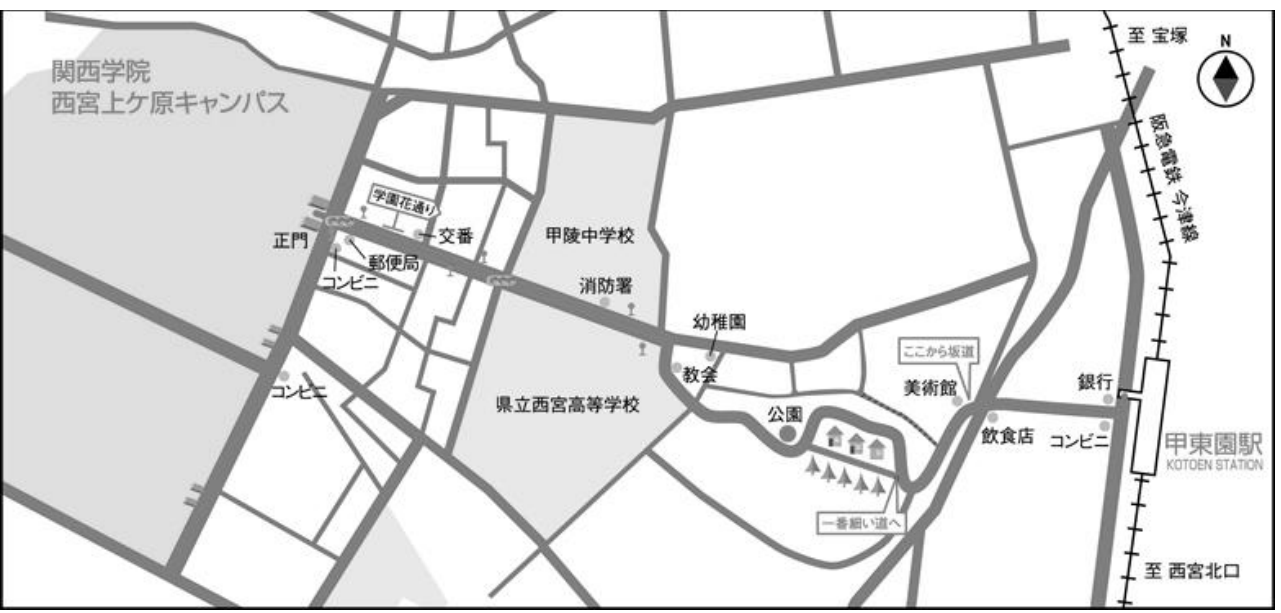 関西学院
西宮上ケ原キャンパス
至 宝塚
N
阪急電鉄 今津線
学園花通り
正門
交番
郵便局
コンビニ
甲陵中学校
消防署
幼稚園
教会
コンビニ
県立西宮高等学校
公園
ここから坂道
美術館
飲食店
銀行
コンビニ
甲東園駅
KOTOEN STATION
一番細い道へ
至 西宮北口